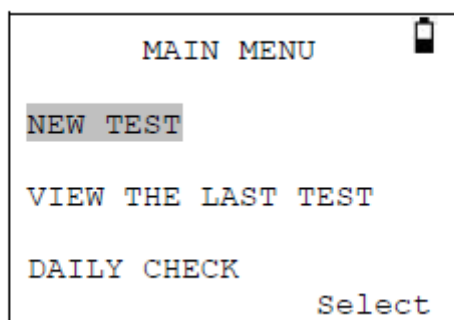 MAIN MENU
NEW TEST
VIEW THE LAST TEST
DAILY CHECK
Select